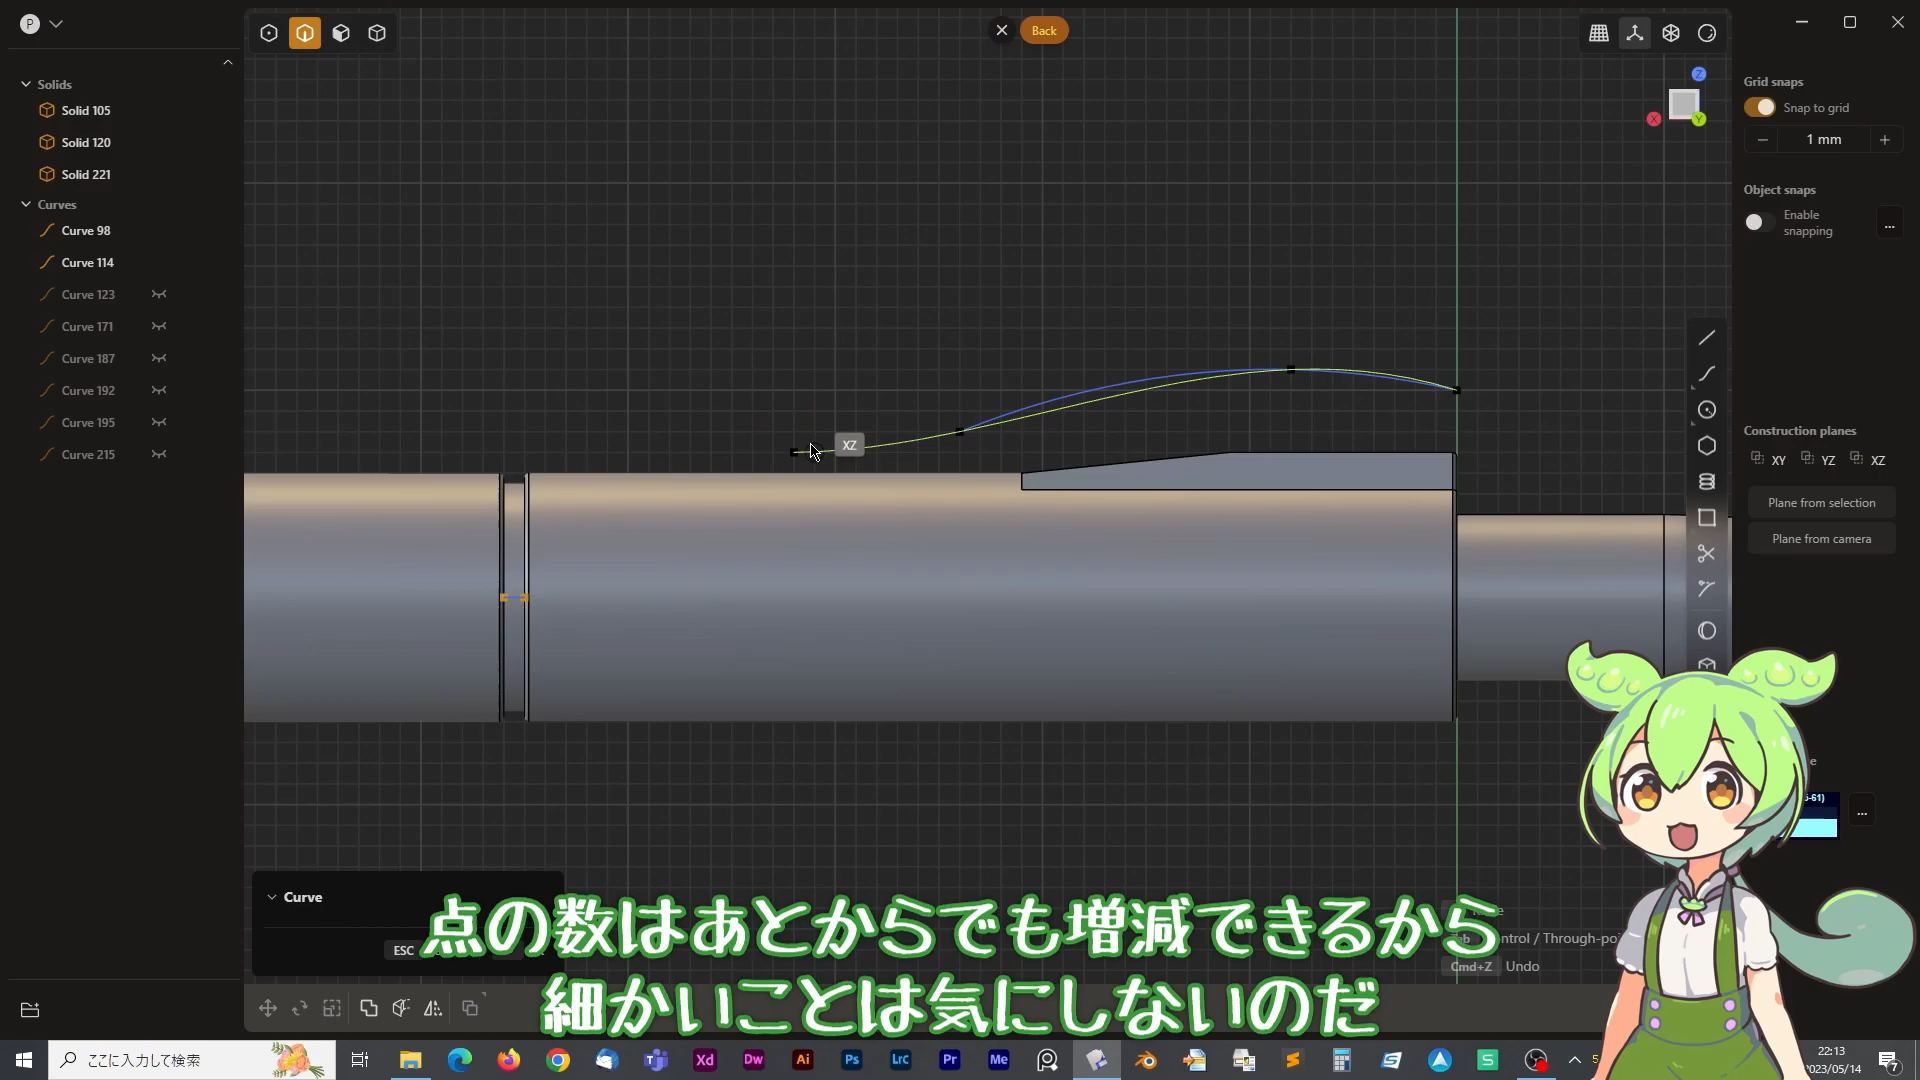 P
Back
Solids
Solid 105
Solid 120
Solid 221
Curves
Curve 98
Curve 114
Curve 123
Curve 171
Curve 187
Curve 192
Curve 195
Curve 215
Z
X
Y
XZ
Grid snaps
Snap to grid
1 mm
Object snaps
Enable
snapping
...
Construction planes
XY YZ XZ
Plane from selection
Plane from camera
...
Curve
ESC
Tab
Cmd+Z Undo
点の数はあとからでも増減できるから
細かいことは気にしないのだ
ここに入力して検索
Xd Dw Ai Ps Lrc Pr Me
22:13
2023/05/14
7